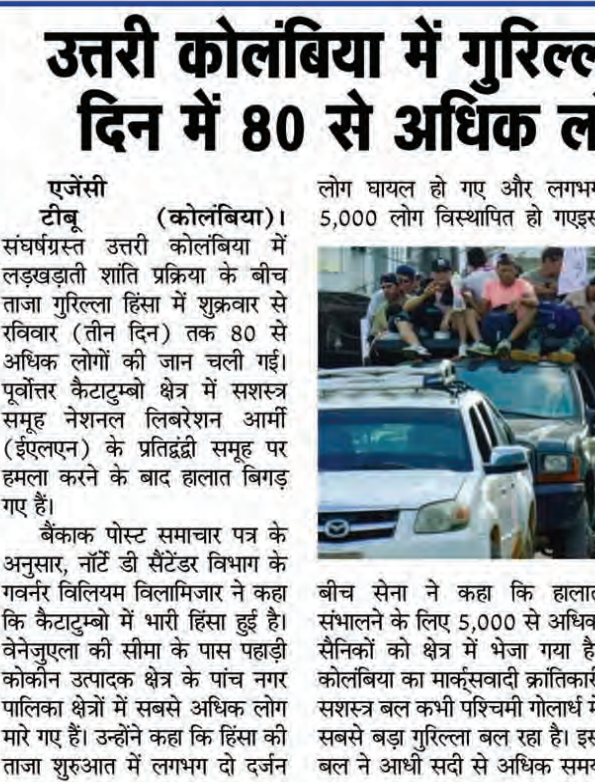 उत्तरी कोलंबिया में
दिन में 80 से अधिक
एजेंसी
टीबू (कोलंबिया)।
संघर्षग्रस्त उत्तरी कोलंबिया में
लड़खड़ाती शांति प्रक्रिया के बीच
ताजा गुरिल्ला हिंसा में शुक्रवार से
रविवार (तीन दिन) तक 80 से
अधिक लोगों की जान चली गई।
पूर्वोत्तर कैटाटुम्बो क्षेत्र में सशस्त्र
समूह नेशनल लिबरेशन आर्मी
(ईएलएन) के प्रतिद्वंद्वी समूह पर
हमला करने के बाद हालात बिगड़
गए हैं।
बैंकाक पोस्ट समाचार पत्र के
अनुसार, नॉर्टे डी सैंटेंडर विभाग के
गवर्नर विलियम विलामिजार ने कहा
कि कैटाटुम्बो में भारी हिंसा हुई है।
वेनेजुएला की सीमा के पास पहाड़ी
कोकीन उत्पादक क्षेत्र के पांच नगर
पालिका क्षेत्रों में सबसे अधिक लोग
मारे गए हैं। उन्होंने कहा कि हिंसा की
ताजा शुरुआत में लगभग दो दर्जन
लोग घायल हो गए और लगभग
5,000 लोग विस्थापित हो गएइस
बीच सेना ने कहा कि हालात
संभालने के लिए 5,000 से अधिक
सैनिकों को क्षेत्र में भेजा गया है
कोलंबिया का मार्क्सवादी क्रांतिकारी
सशस्त्र बल कभी पश्चिमी गोलार्ध में
सबसे बड़ा गुरिल्ला बल रहा है। इस
बल ने आधी सदी से अधिक समय